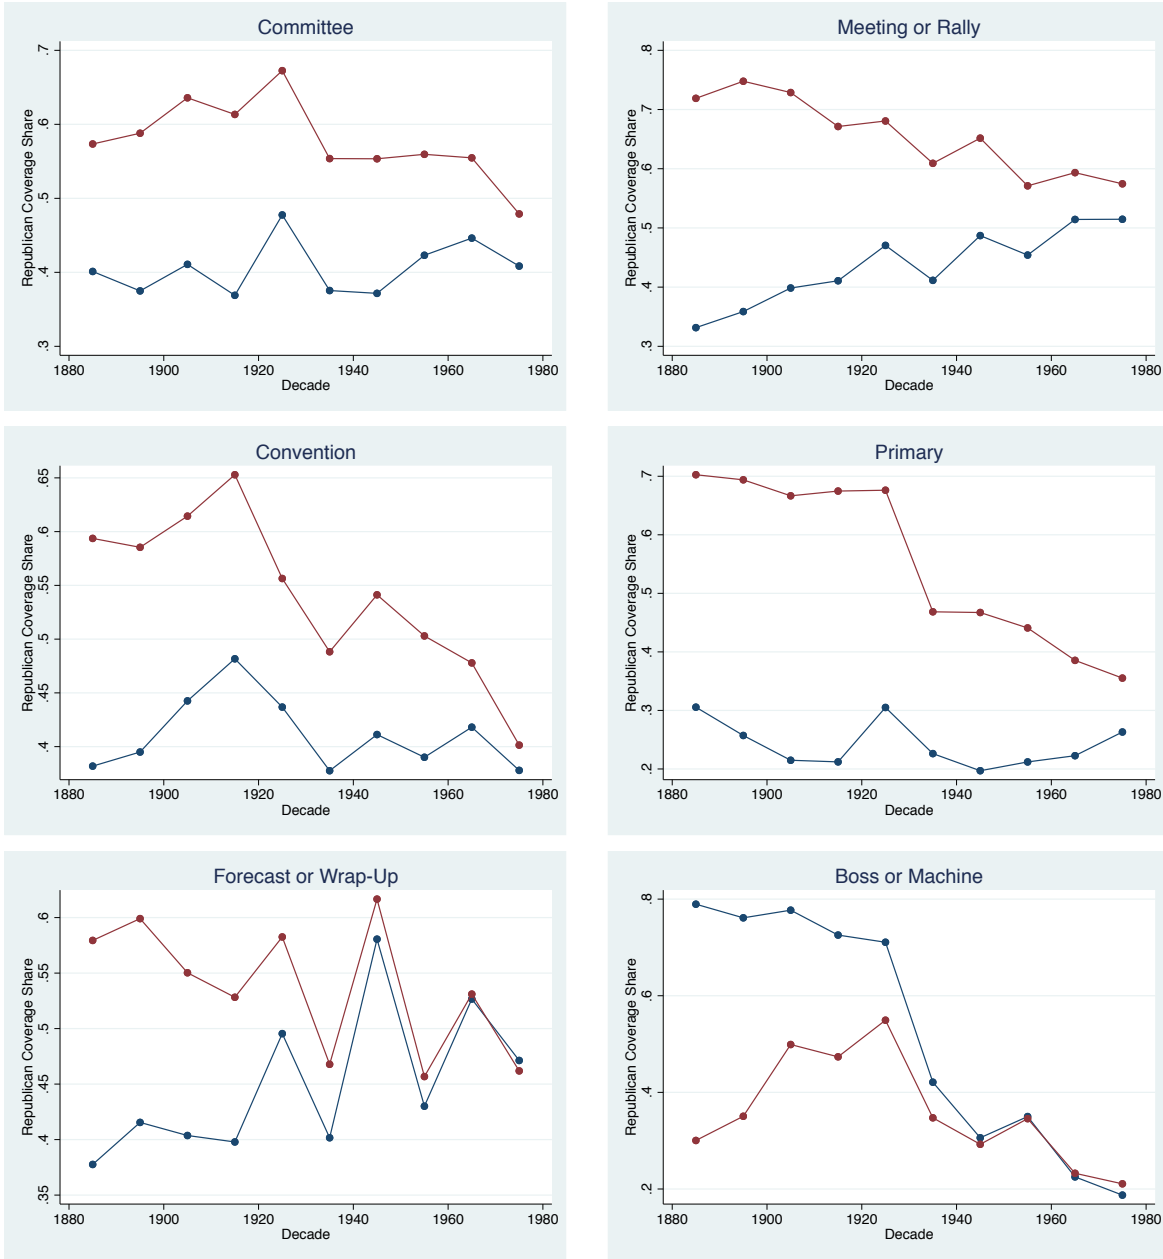 Committee
Republican Coverage Share
.7
.6
.5
.4
.3
1880 1900 1920 1940 1960 1980
Decade
Meeting or Rally
Republican Coverage Share
.8
.7
.6
.5
.4
.3
1880 1900 1920 1940 1960 1980
Decade
Convention
Republican Coverage Share
.65
.6
.55
.5
.45
.4
1880 1900 1920 1940 1960 1980
Decade
Primary
Republican Coverage Share
.7
.6
.5
.4
.3
.2
1880 1900 1920 1940 1960 1980
Decade
Forecast or Wrap-Up
Republican Coverage Share
.6
.55
.5
.45
.4
.35
1880 1900 1920 1940 1960 1980
Decade
Boss or Machine
Republican Coverage Share
.8
.6
.4
.2
1880 1900 1920 1940 1960 1980
Decade